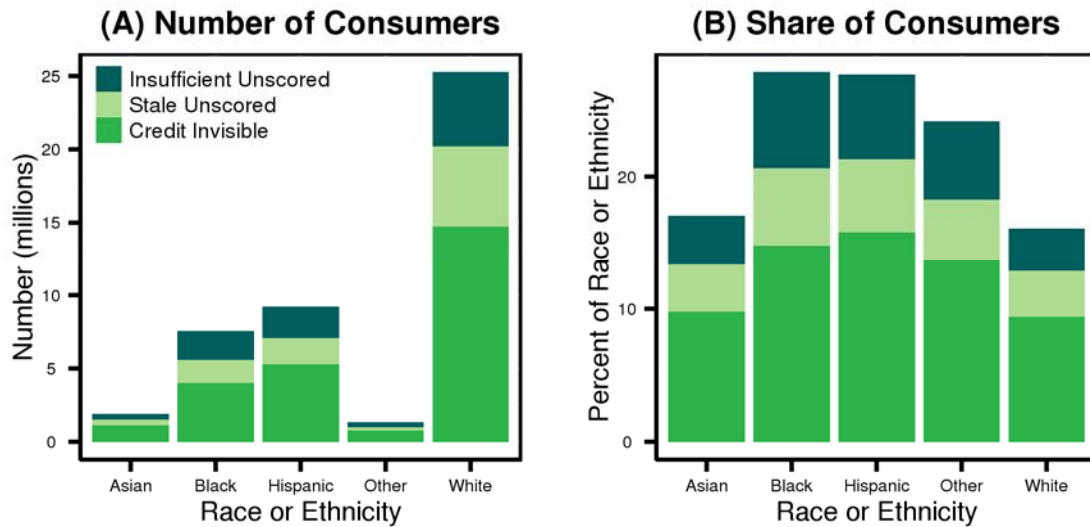 (A) Number of Consumers
Number (millions)
25
20
15
10
5
0
Insufficient Unscored
Stale Unscored
Credit Invisible
Asian Black Hispanic Other White
Race or Ethnicity
(B) Share of Consumers
Percent of Race or Ethnicity
20
10
0
Asian Black Hispanic Other White
Race or Ethnicity